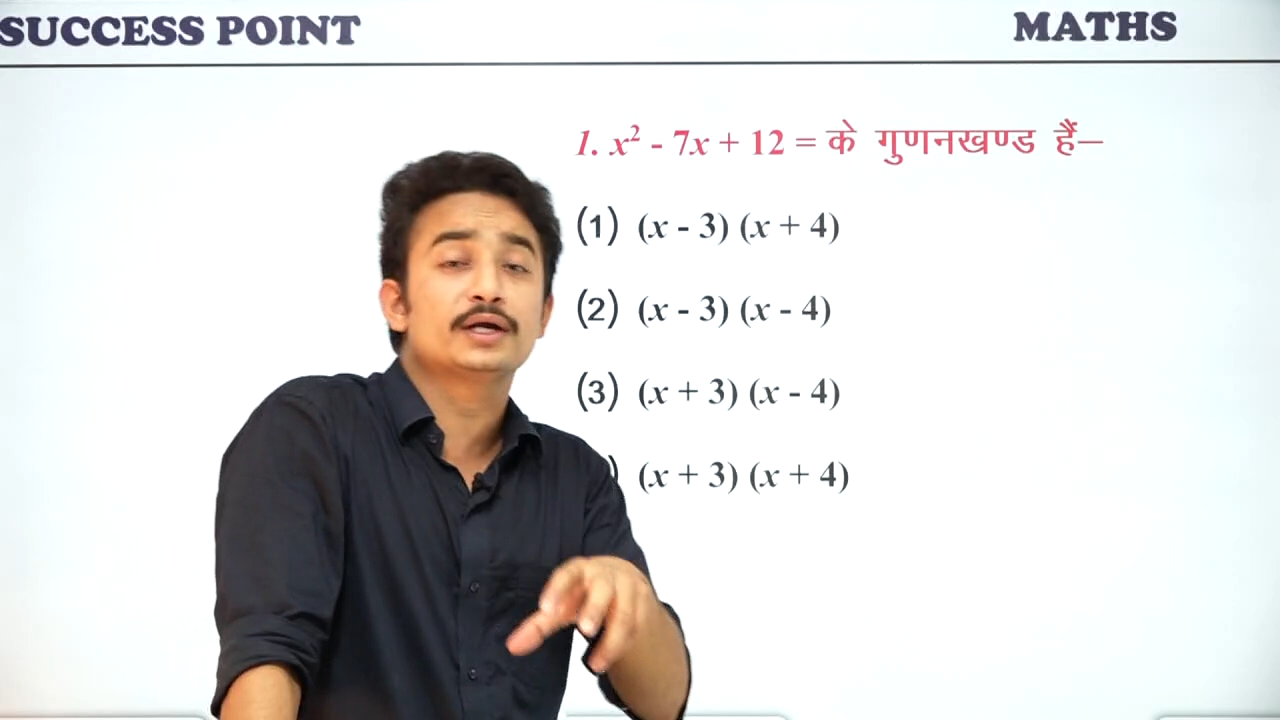 SUCCESS POINT
MATHS
1. x² - 7x + 12 = के गुणनखण्ड हैं–
(1) (x - 3) (x + 4)
(2) (x - 3) (x - 4)
(3) (x + 3) (x - 4)
) (x + 3) (x + 4)